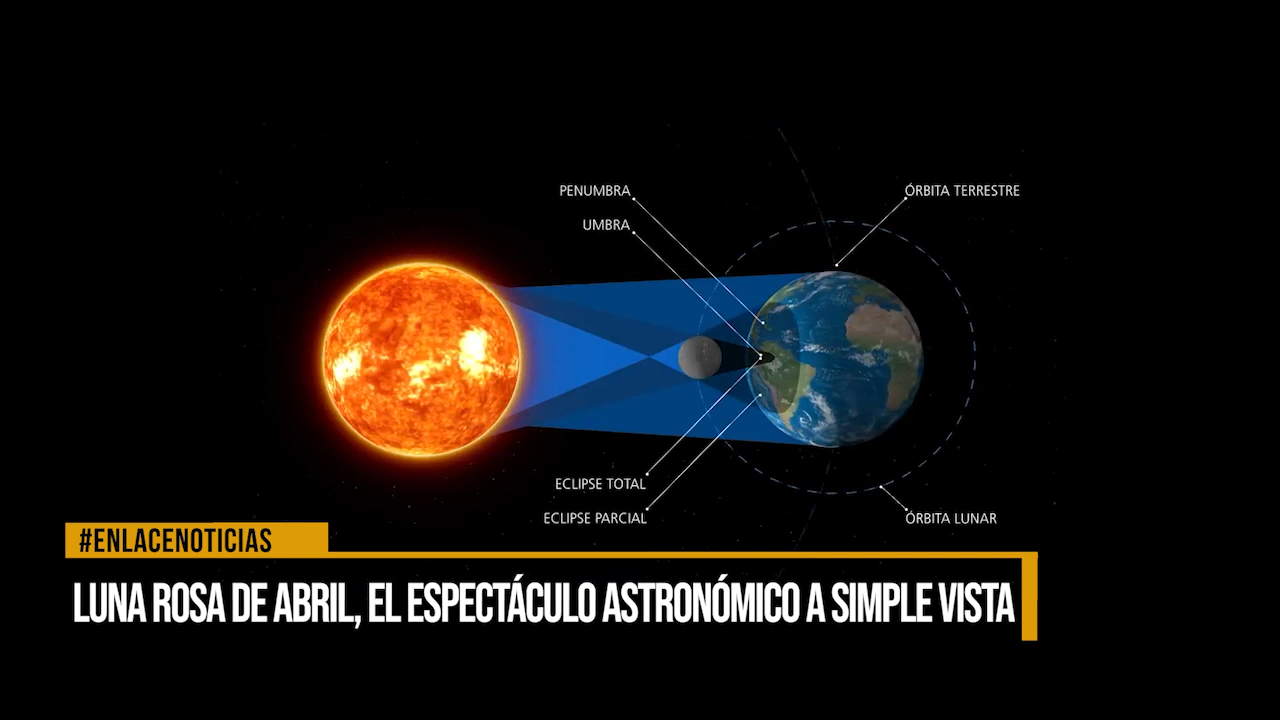 PENUMBRA
UMBRA
ÓRBITA TERRESTRE
ECLIPSE TOTAL
ECLIPSE PARCIAL
ÓRBITA LUNAR
#ENLACENOTICIAS
LUNA ROSA DE ABRIL, EL ESPECTÁCULO ASTRONÓMICO A SIMPLE VISTA